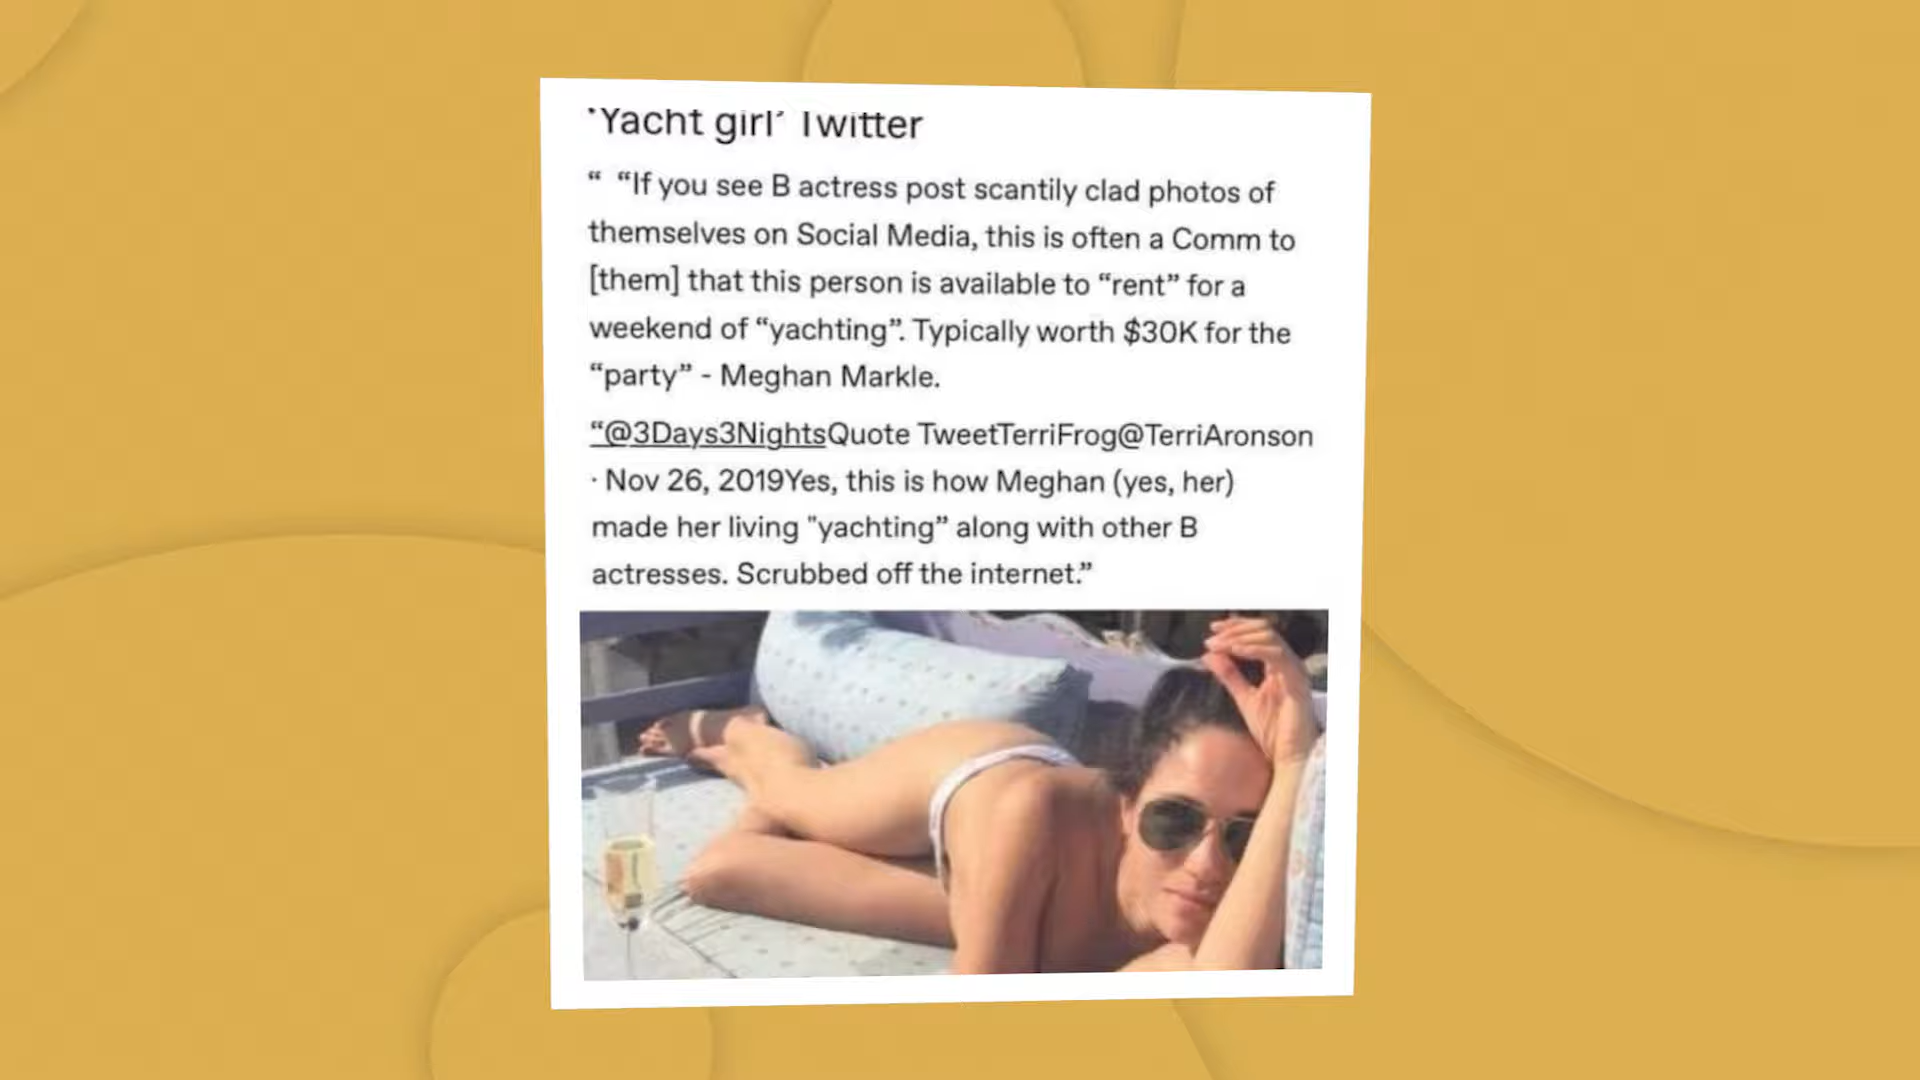 'Yacht girl' Twitter
“ “If you see B actress post scantily clad photos of
themselves on Social Media, this is often a Comm to
[them] that this person is available to “rent” for a
weekend of “yachting”. Typically worth $30K for the
“party” - Meghan Markle.
“@3Days3NightsQuote TweetTerriFrog@TerriAronson
· Nov 26, 2019Yes, this is how Meghan (yes, her)
made her living "yachting” along with other B
actresses. Scrubbed off the internet.”